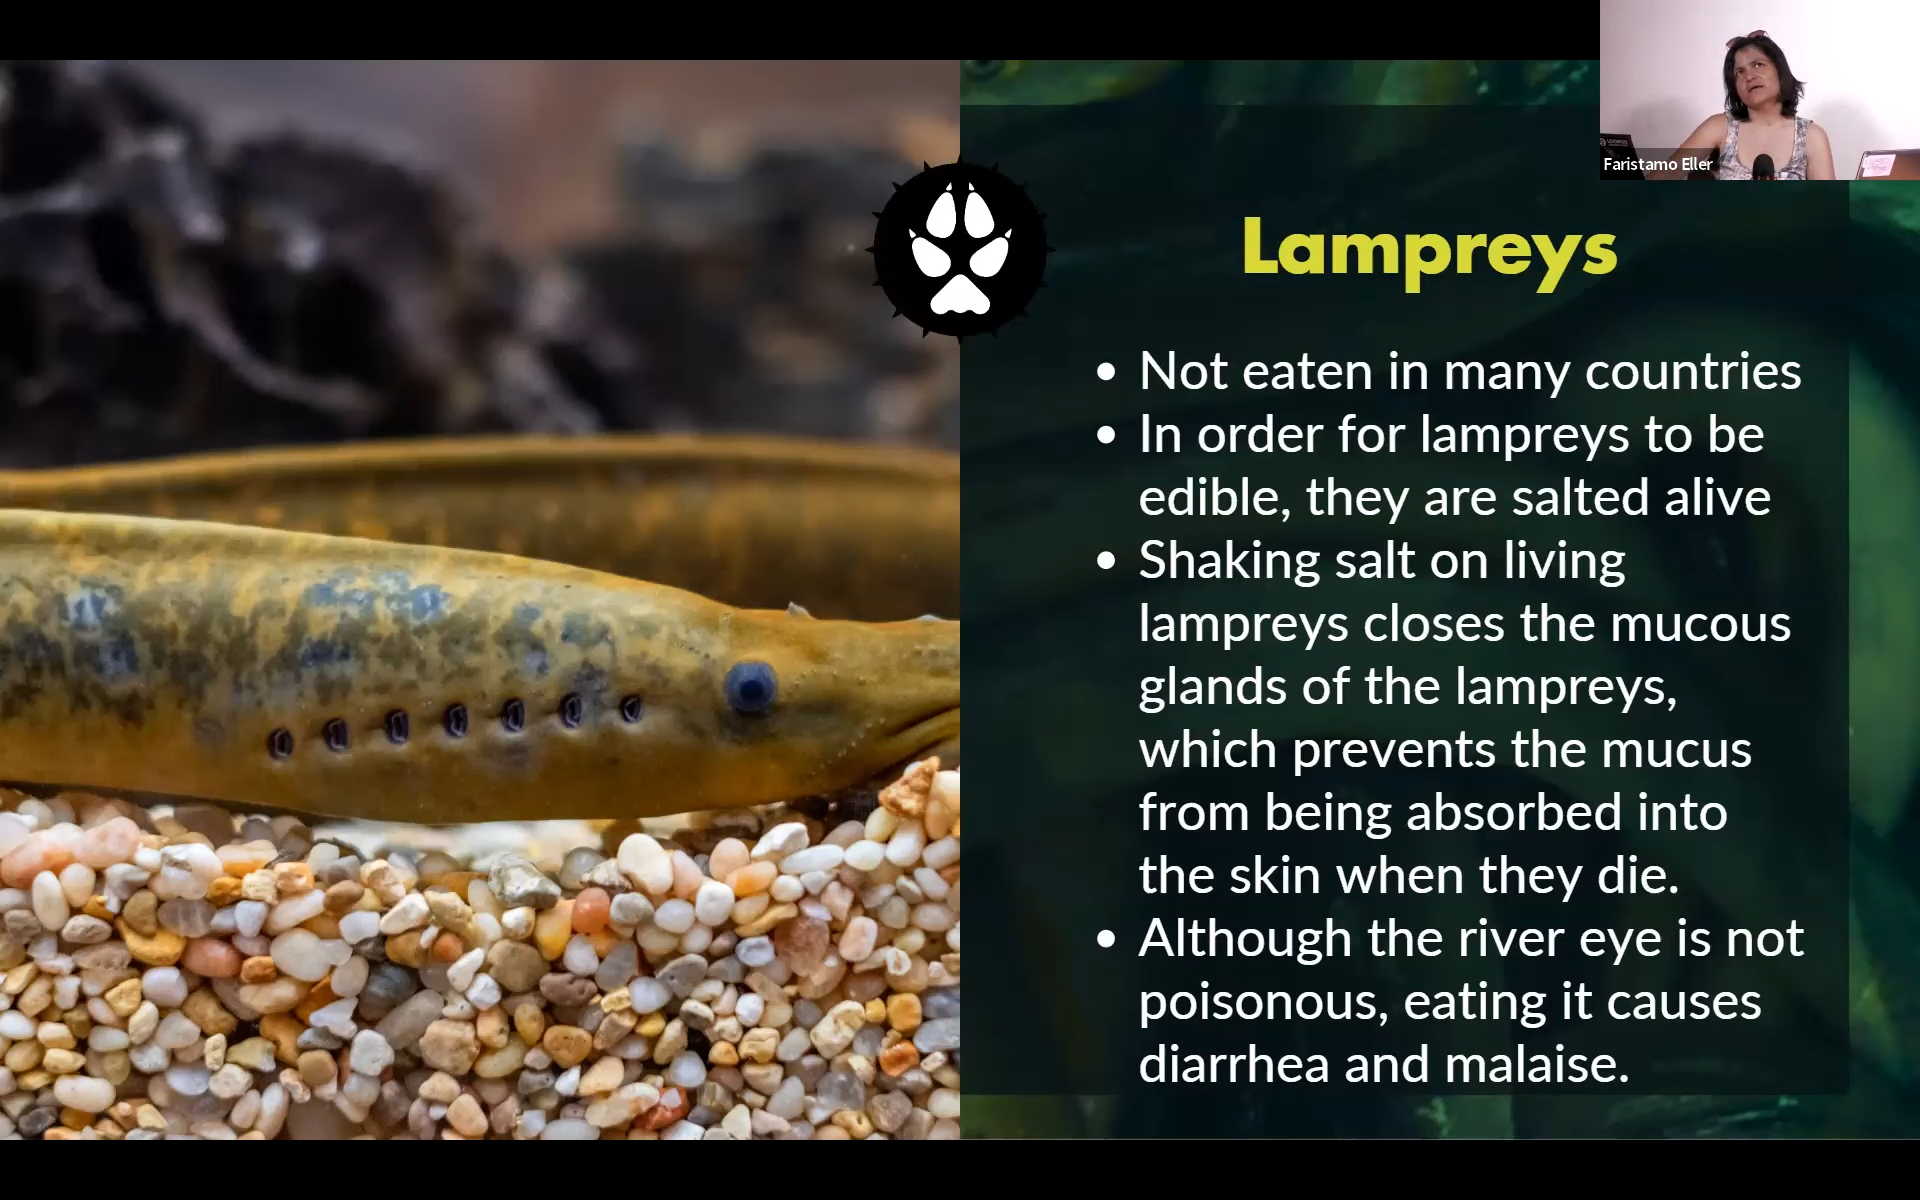 Faristamo Eller
Lampreys
• Not eaten in many countries
• In order for lampreys to be
edible, they are salted alive
• Shaking salt on living
lampreys closes the mucous
glands of the lampreys,
which prevents the mucus
from being absorbed into
the skin when they die.
• Although the river eye is not
poisonous, eating it causes
diarrhea and malaise.